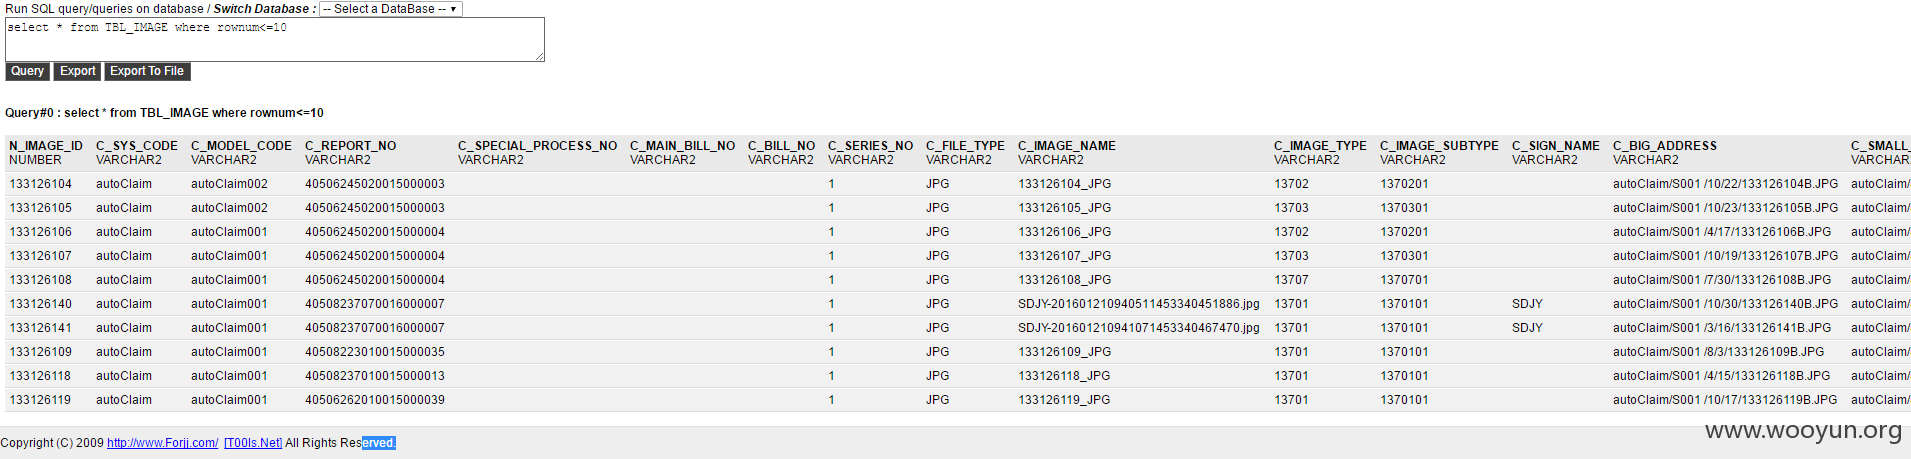 Run SQL query/queries on database / Switch Database : -- Select a DataBase --
select * from TBL_IMAGE where rownum<=10
Query Export Export To File
Query#0 : select * from TBL_IMAGE where rownum<=10
N_IMAGE_ID C_SYS_CODE C_MODEL_CODE C_REPORT_NO C_SPECIAL_PROCESS_NO C_MAIN_BILL_NO C_BILL_NO C_SERIES_NO C_FILE_TYPE C_IMAGE_NAME C_IMAGE_TYPE C_IMAGE_SUBTYPE C_SIGN_NAME C_BIG_ADDRESS C_SMALL_
NUMBER VARCHAR2 VARCHAR2 VARCHAR2 VARCHAR2 VARCHAR2 VARCHAR2 VARCHAR2 VARCHAR2 VARCHAR2 VARCHAR2 VARCHAR2 VARCHAR2 VARCHAR2 VARCHAR
133126104 autoClaim autoClaim002 40506245020015000003 1 JPG 133126104_JPG 13702 1370201 autoClaim/S001 /10/22/133126104B.JPG autoClaim/
133126105 autoClaim autoClaim002 40506245020015000003 1 JPG 133126105_JPG 13703 1370301 autoClaim/S001 /10/23/133126105B.JPG autoClaim/
133126106 autoClaim autoClaim001 40506245020015000004 1 JPG 133126106_JPG 13702 1370201 autoClaim/S001 /4/17/133126106B.JPG autoClaim/
133126107 autoClaim autoClaim001 40506245020015000004 1 JPG 133126107_JPG 13703 1370301 autoClaim/S001 /10/19/133126107B.JPG autoClaim/
133126108 autoClaim autoClaim001 40506245020015000004 1 JPG 133126108_JPG 13707 1370701 autoClaim/S001 /7/30/133126108B.JPG autoClaim/
133126140 autoClaim autoClaim001 40508237070016000007 1 JPG SDJY-2016012109405114533404​51886.jpg 13701 1370101 SDJY autoClaim/S001 /10/30/133126140B.JPG autoClaim/
133126141 autoClaim autoClaim001 40508237070016000007 1 JPG SDJY-2016012109410714533404​67470.jpg 13701 1370101 SDJY autoClaim/S001 /3/16/133126141B.JPG autoClaim/
133126109 autoClaim autoClaim001 40508223010015000035 1 JPG 133126109_JPG 13701 1370101 autoClaim/S001 /8/3/133126109B.JPG autoClaim/
133126118 autoClaim autoClaim001 40508237010015000013 1 JPG 133126118_JPG 13701 1370101 autoClaim/S001 /4/15/133126118B.JPG autoClaim/
133126119 autoClaim autoClaim001 40506262010015000039 1 JPG 133126119_JPG 13701 1370101 autoClaim/S001 /10/17/133126119B.JPG autoClaim/
Copyright (C) 2009 http://www.Forjj.com/ [T00ls.Net] All Rights Reserved.
www.wooyun.org